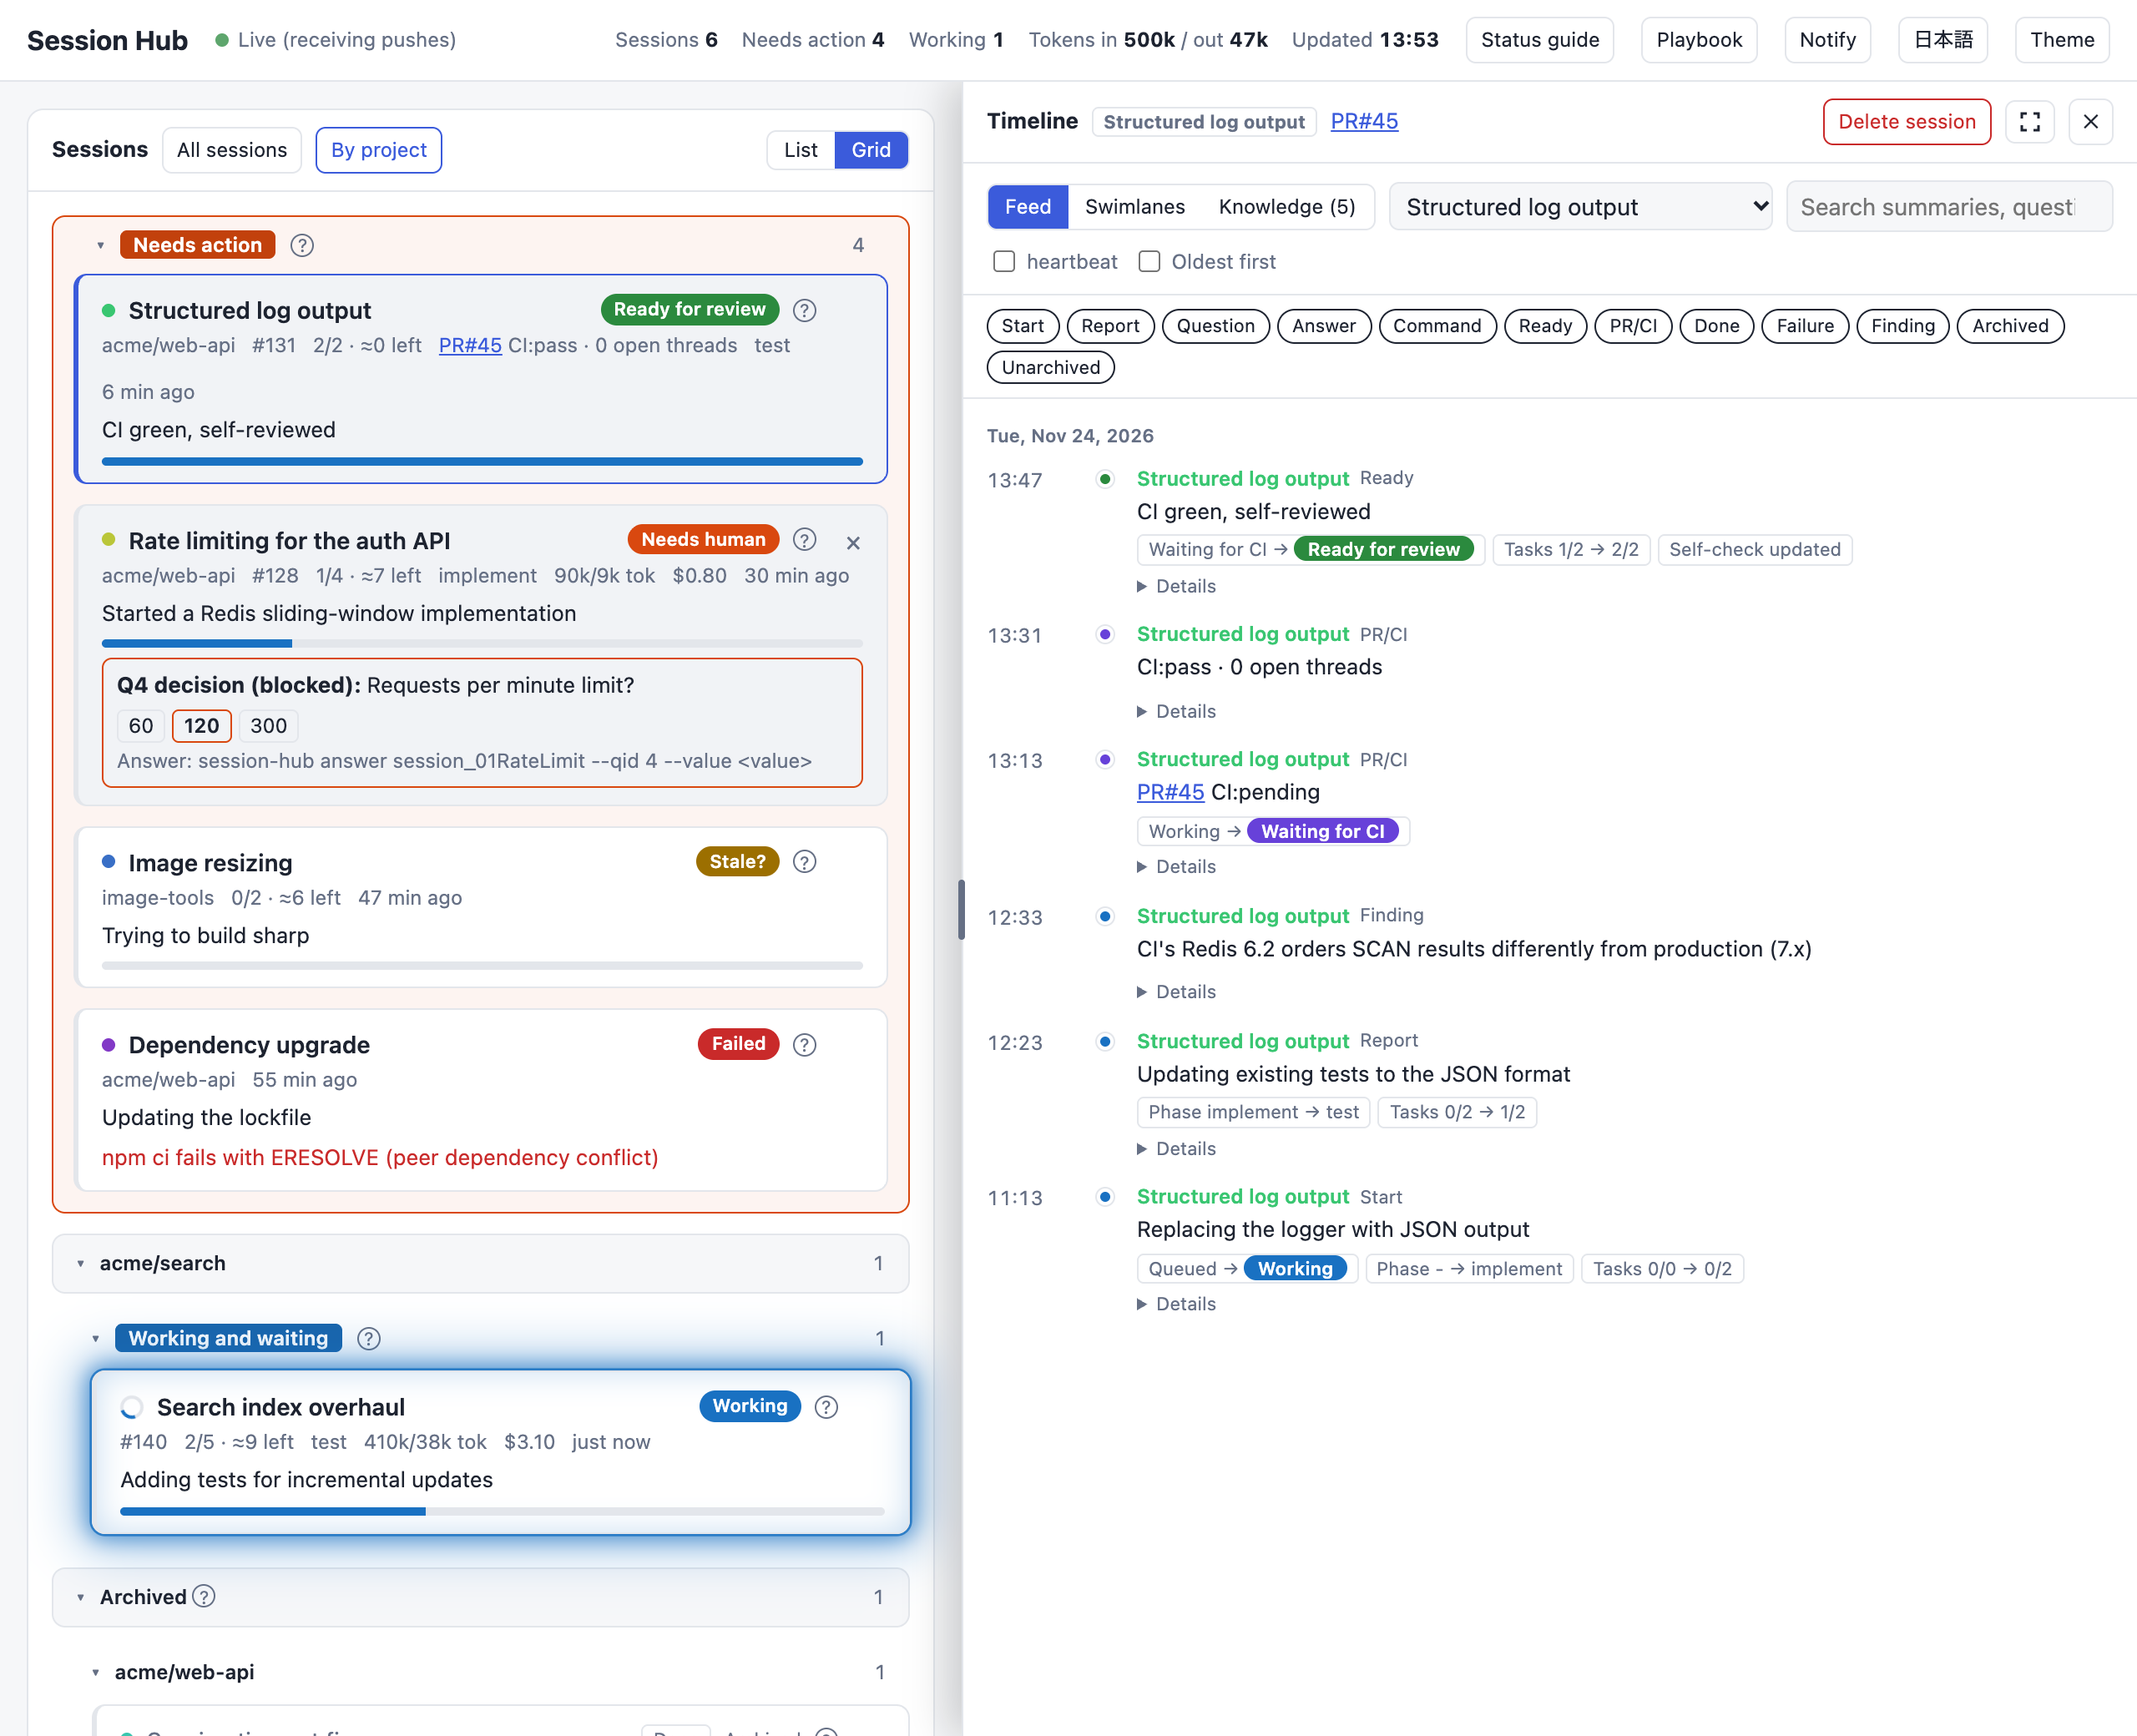 Session Hub
Live (receiving pushes)
Sessions 6 Needs action 4 Working 1 Tokens in 500k / out 47k Updated 13:53
Status guide
Playbook
Notify
日本語
Theme
Sessions
All sessions
By project
List
Grid
Needs action ? 4
Structured log output Ready for review ?
acme/web-api #131 2/2 · ≈0 left PR#45 CI:pass · 0 open threads test
6 min ago
CI green, self-reviewed
Rate limiting for the auth API Needs human ? ×
acme/web-api #128 1/4 · ≈7 left implement 90k/9k tok $0.80 30 min ago
Started a Redis sliding-window implementation
Q4 decision (blocked): Requests per minute limit?
60 120 300
Answer: session-hub answer session_01RateLimit --qid 4 --value <value>
Image resizing Stale? ?
image-tools 0/2 · ≈6 left 47 min ago
Trying to build sharp
Dependency upgrade Failed ?
acme/web-api 55 min ago
Updating the lockfile
npm ci fails with ERESOLVE (peer dependency conflict)
acme/search 1
Working and waiting ? 1
Search index overhaul Working ?
#140 2/5 · ≈9 left test 410k/38k tok $3.10 just now
Adding tests for incremental updates
Archived ? 1
acme/web-api 1
Timeline Structured log output PR#45
Delete session
×
Feed Swimlanes Knowledge (5)
Structured log output
Search summaries, questi
heartbeat Oldest first
Start Report Question Answer Command Ready PR/CI Done Failure Finding Archived
Unarchived
Tue, Nov 24, 2026
13:47 Structured log output Ready
CI green, self-reviewed
Waiting for CI → Ready for review Tasks 1/2 → 2/2 Self-check updated
Details
13:31 Structured log output PR/CI
CI:pass · 0 open threads
Details
13:13 Structured log output PR/CI
PR#45 CI:pending
Working → Waiting for CI
Details
12:33 Structured log output Finding
CI's Redis 6.2 orders SCAN results differently from production (7.x)
Details
12:23 Structured log output Report
Updating existing tests to the JSON format
Phase implement → test Tasks 0/2 → 1/2
Details
11:13 Structured log output Start
Replacing the logger with JSON output
Queued → Working Phase - → implement Tasks 0/0 → 0/2
Details